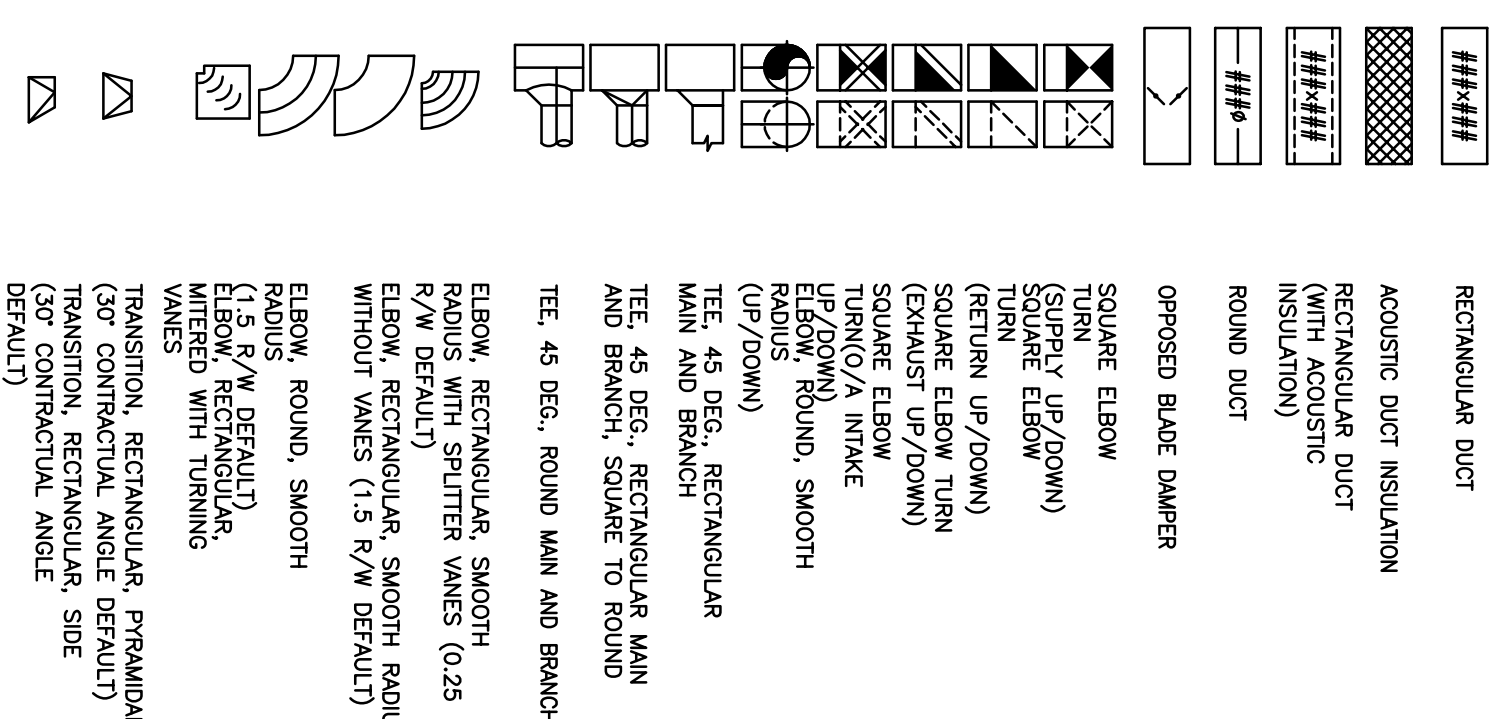 ###x###
RECTANGULAR DUCT
ACOUSTIC DUCT INSULATION
###x###
RECTANGULAR DUCT
(WITH ACOUSTIC
INSULATION)
###ø
ROUND DUCT
OPPOSED BLADE DAMPER
SQUARE ELBOW
TURN
(SUPPLY UP/DOWN)
SQUARE ELBOW
TURN
(RETURN UP/DOWN)
SQUARE ELBOW TURN
(EXHAUST UP/DOWN)
SQUARE ELBOW
TURN(O/A INTAKE
UP/DOWN)
ELBOW, ROUND, SMOOTH
RADIUS
(UP/DOWN)
TEE, 45 DEG., RECTANGULAR
MAIN AND BRANCH
TEE, 45 DEG., RECTANGULAR MAIN
AND BRANCH, SQUARE TO ROUND
TEE, 45 DEG., ROUND MAIN AND BRANCH
ELBOW, RECTANGULAR, SMOOTH
RADIUS WITH SPLITTER VANES (0.25
R/W DEFAULT)
ELBOW, RECTANGULAR, SMOOTH RADIU
WITHOUT VANES (1.5 R/W DEFAULT)
ELBOW, ROUND, SMOOTH
RADIUS
(1.5 R/W DEFAULT)
ELBOW, RECTANGULAR,
MITERED WITH TURNING
VANES
TRANSITION, RECTANGULAR, PYRAMIDA
(30° CONTRACTUAL ANGLE DEFAULT)
TRANSITION, RECTANGULAR, SIDE
(30° CONTRACTUAL ANGLE
DEFAULT)